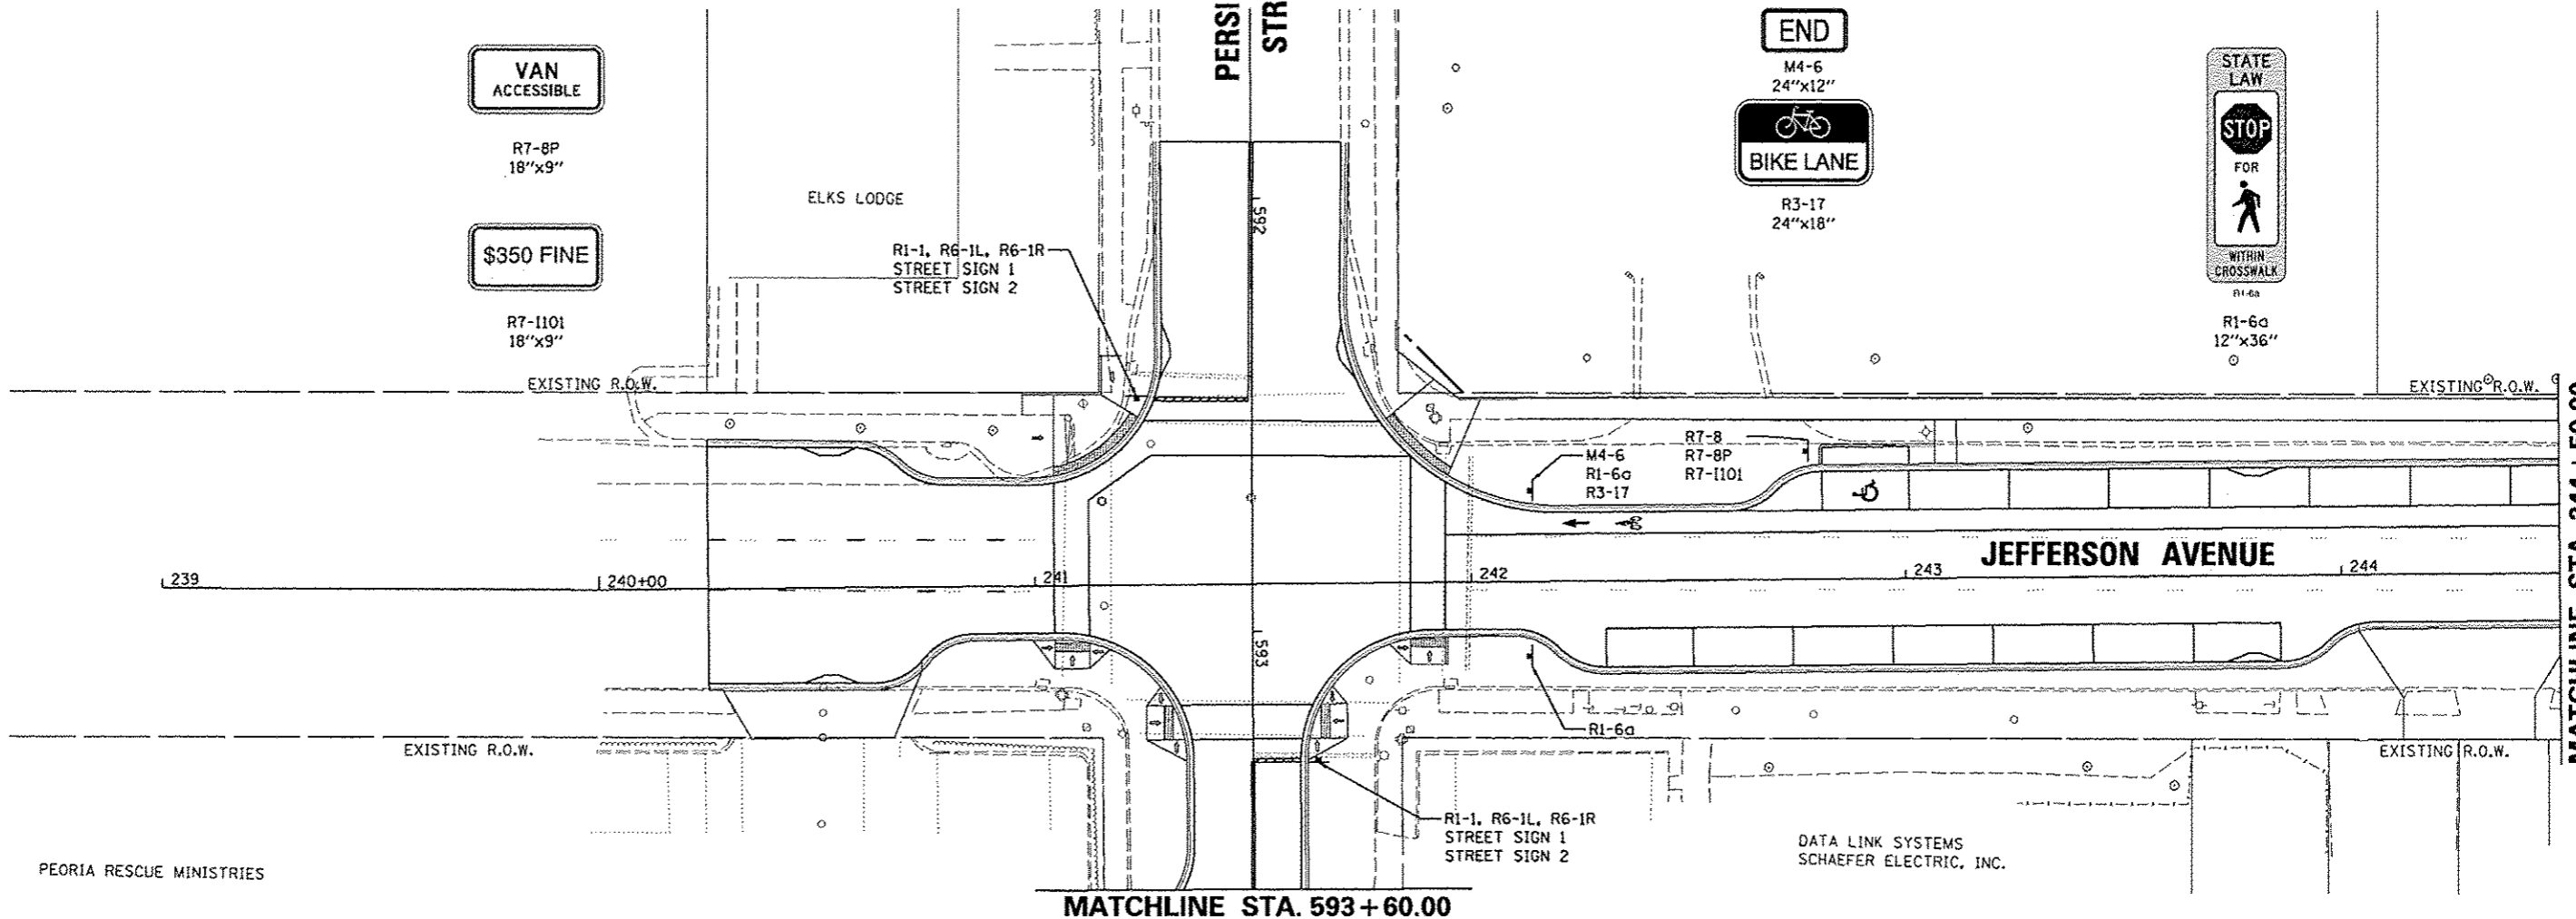 VAN
ACCESSIBLE
R7-8P
18"x9"
$350 FINE
R7-I101
18"x9"
ELKS LODGE
R1-1, R6-1L, R6-1R
STREET SIGN 1
STREET SIGN 2
592
END
M4-6
24"x12"
BIKE LANE
R3-17
24"x18"
STATE
LAW
STOP
FOR
WITHIN
CROSSWALK
R1-6a
R1-6a
12"x36"
EXISTING R.O.W.
EXISTING R.O.W.
M4-6
R1-6a
R3-17
R7-8
R7-8P
R7-I101
JEFFERSON AVENUE
239
240+00
241
242
243
244
593
R1-6a
EXISTING R.O.W.
EXISTING R.O.W.
R1-1, R6-1L, R6-1R
STREET SIGN 1
STREET SIGN 2
DATA LINK SYSTEMS
SCHAEFER ELECTRIC, INC.
PEORIA RESCUE MINISTRIES
MATCHLINE STA. 593+60.00